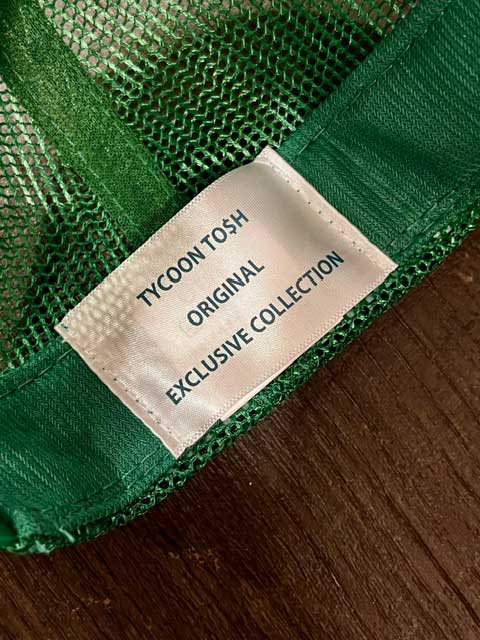 TYCOON TO$H
ORIGINAL
EXCLUSIVE COLLECTION